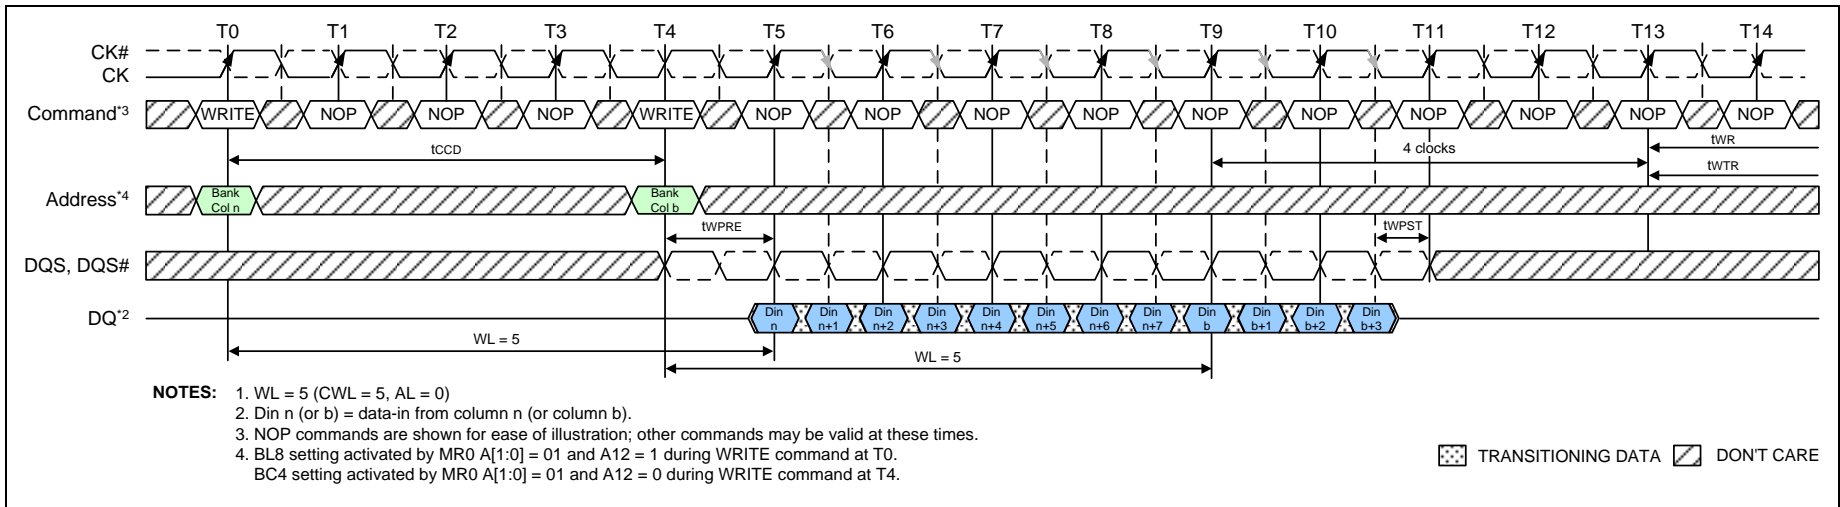 T0 T1 T2 T3 T4 T5 T6 T7 T8 T9 T10 T11 T12 T13 T14
CK#
CK
Command*3 WRITE NOP NOP NOP WRITE NOP NOP NOP NOP NOP NOP NOP NOP NOP NOP
tCCD 4 clocks tWR
tWTR
Address*4 Bank Col n Bank Col b
tWPRE tWPST
DQS, DQS#
DQ*2 Din n Din n+1 Din n+2 Din n+3 Din n+4 Din n+5 Din n+6 Din n+7 Din b Din b+1 Din b+2 Din b+3
WL = 5
WL = 5
NOTES: 1. WL = 5 (CWL = 5, AL = 0)
2. Din n (or b) = data-in from column n (or column b).
3. NOP commands are shown for ease of illustration; other commands may be valid at these times.
4. BL8 setting activated by MR0 A[1:0] = 01 and A12 = 1 during WRITE command at T0.
BC4 setting activated by MR0 A[1:0] = 01 and A12 = 0 during WRITE command at T4.
TRANSITIONING DATA DON'T CARE